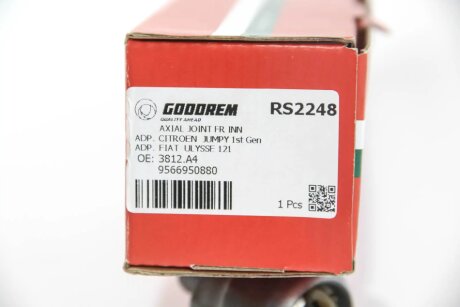 GOODREM RS2248
QUALITY AHEAD
AXIAL JOINT FR INN
ADP. CITROEN JUMPY 1st Gen
ADP. FIAT ULYSSE 121
OE: 3812.A4
9566950880
1 Pcs